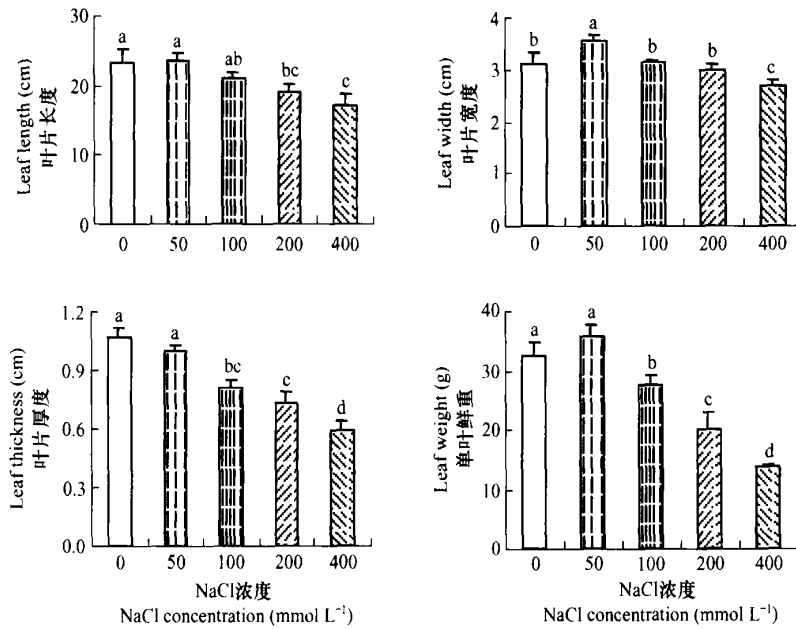 Leaf length (cm)
叶片长度
30
20
10
0
a
a
ab
bc
c
0 50 100 200 400
Leaf width (cm)
叶片宽度
4
3
2
1
0
b
a
b
b
c
0 50 100 200 400
Leaf thickness (cm)
叶片厚度
1.2
0.9
0.6
0.3
0.0
a
a
bc
c
d
0 50 100 200 400
NaCl浓度
NaCl concentration (mmol L⁻¹)
Leaf weight (g)
单叶鲜重
40
30
20
10
0
a
a
b
c
d
0 50 100 200 400
NaCl浓度
NaCl concentration (mmol L⁻¹)